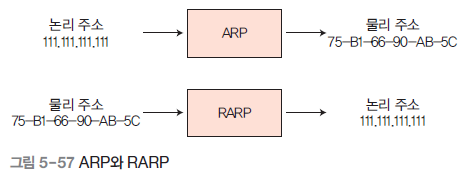 논리 주소
111.111.111.111
ARP
물리 주소
75-B1-66-90-AB-5C
물리 주소
75-B1-66-90-AB-5C
RARP
논리 주소
111.111.111.111
그림 5-57 ARP와 RARP